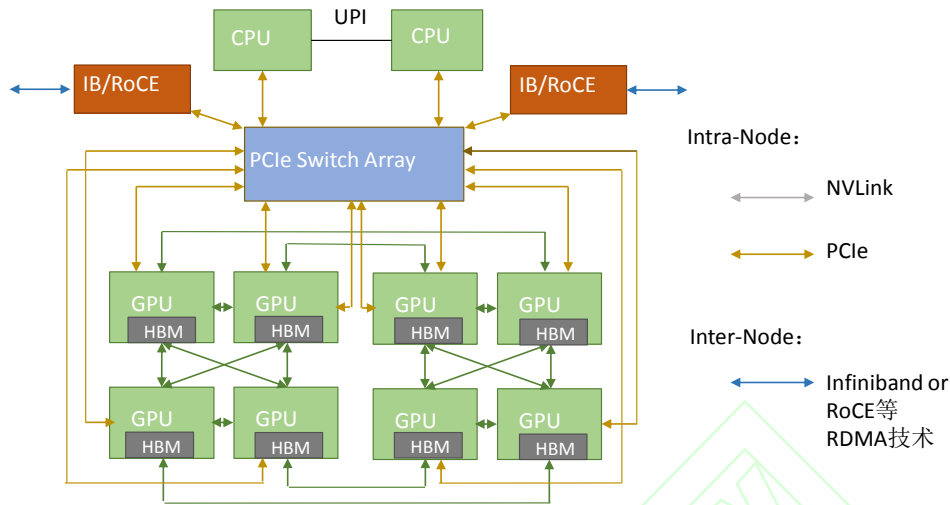 UPI
CPU
CPU
IB/RoCE
IB/RoCE
PCIe Switch Array
GPU
HBM
GPU
HBM
GPU
HBM
GPU
HBM
GPU
HBM
GPU
HBM
GPU
HBM
GPU
HBM
Intra-Node：
NVLink
PCIe
Inter-Node：
Infiniband or
RoCE等
RDMA技术